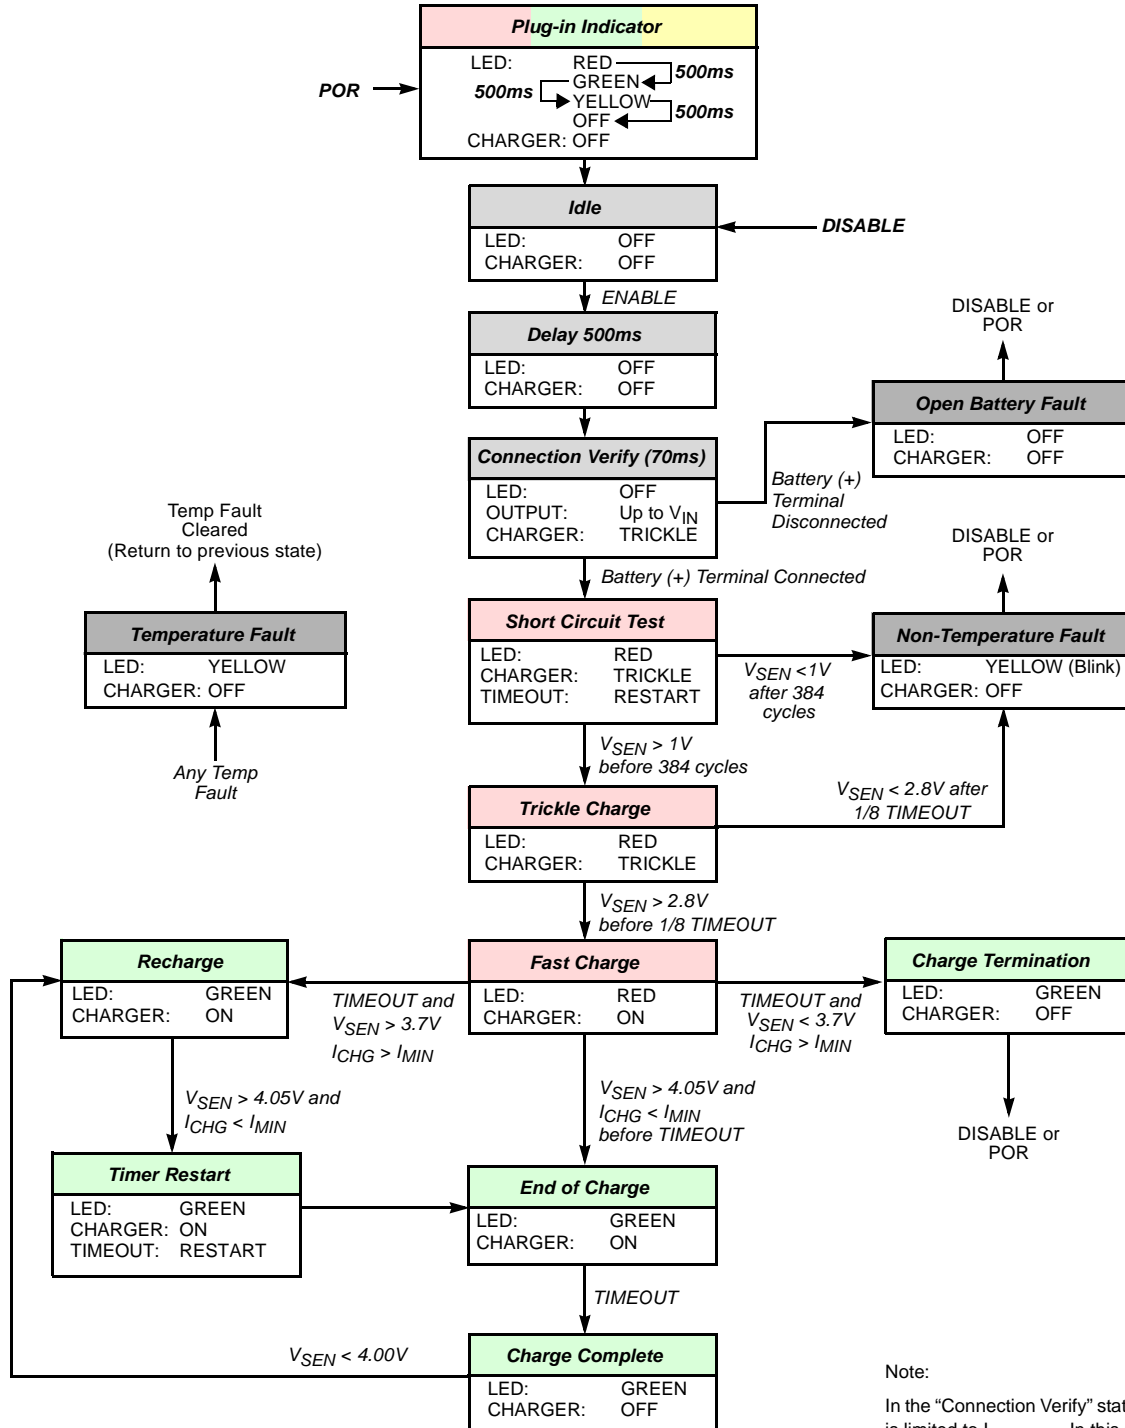 Plug-in Indicator
LED: RED
GREEN
YELLOW
OFF
500ms
500ms
500ms
CHARGER: OFF
POR
Idle
LED: OFF
CHARGER: OFF
DISABLE
ENABLE
Delay 500ms
LED: OFF
CHARGER: OFF
DISABLE or
POR
Open Battery Fault
LED: OFF
CHARGER: OFF
Connection Verify (70ms)
LED: OFF
OUTPUT: Up to VIN
CHARGER: TRICKLE
Battery (+)
Terminal
Disconnected
Battery (+) Terminal Connected
Temp Fault
Cleared
(Return to previous state)
Temperature Fault
LED: YELLOW
CHARGER: OFF
Any Temp
Fault
Short Circuit Test
LED: RED
CHARGER: TRICKLE
TIMEOUT: RESTART
VSEN <1V
after 384
cycles
DISABLE or
POR
Non-Temperature Fault
LED: YELLOW (Blink)
CHARGER: OFF
VSEN > 1V
before 384 cycles
Trickle Charge
LED: RED
CHARGER: TRICKLE
VSEN < 2.8V after
1/8 TIMEOUT
VSEN > 2.8V
before 1/8 TIMEOUT
Recharge
LED: GREEN
CHARGER: ON
TIMEOUT and
VSEN > 3.7V
ICHG > IMIN
Fast Charge
LED: RED
CHARGER: ON
TIMEOUT and
VSEN < 3.7V
ICHG > IMIN
Charge Termination
LED: GREEN
CHARGER: OFF
DISABLE or
POR
VSEN > 4.05V and
ICHG < IMIN
VSEN > 4.05V and
ICHG < IMIN
before TIMEOUT
Timer Restart
LED: GREEN
CHARGER: ON
TIMEOUT: RESTART
End of Charge
LED: GREEN
CHARGER: ON
TIMEOUT
VSEN < 4.00V
Charge Complete
LED: GREEN
CHARGER: OFF
Note:
In the “Connection Verify”